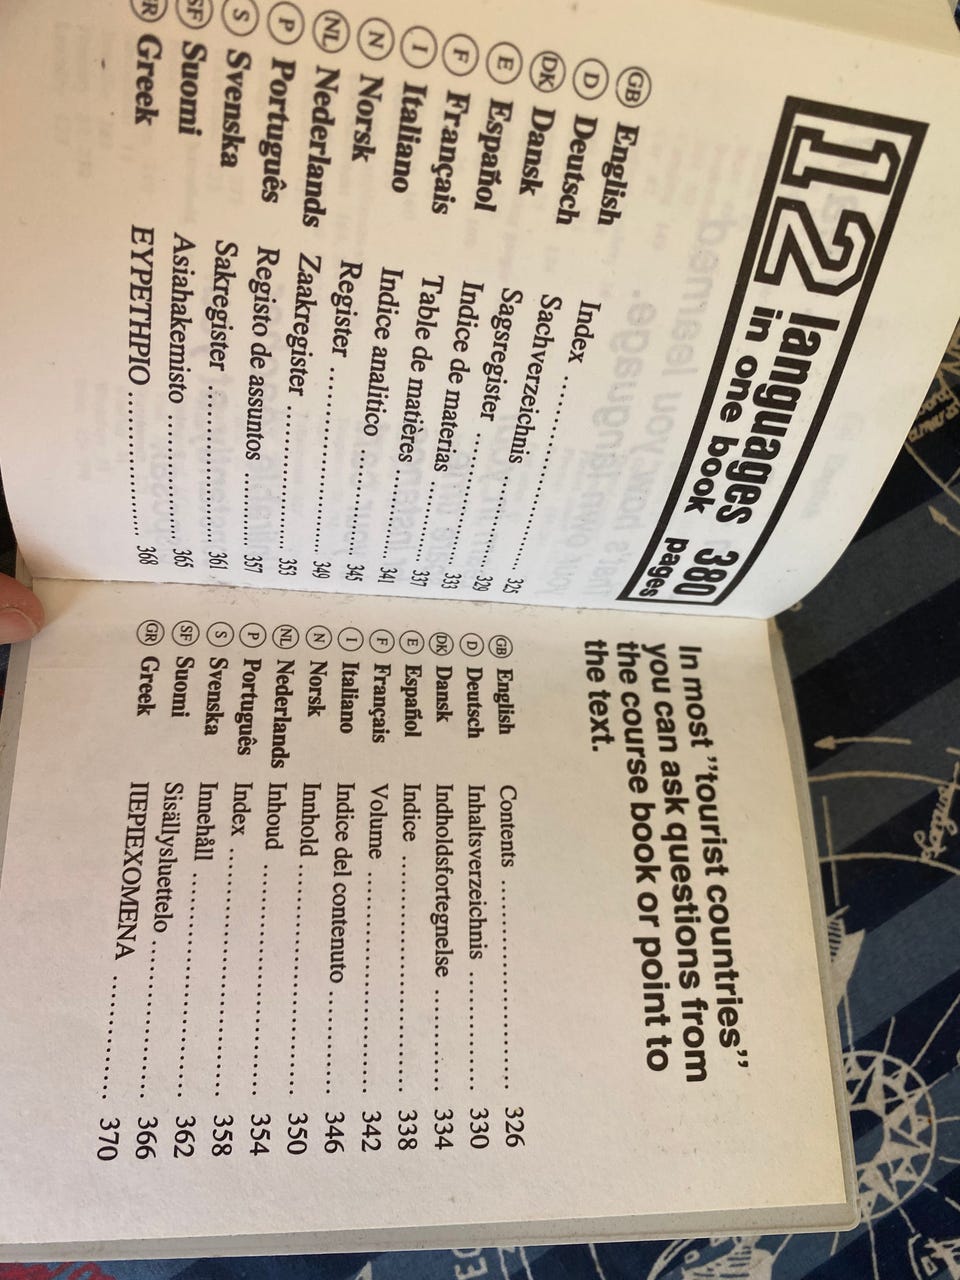 12 languages 380
in one book pages
GB English Index .......... 325
D Deutsch Sachverzeichnis .......... 329
DK Dansk Sagsregister .......... 333
E Español Indice de materias .......... 337
F Français Table de matières .......... 341
I Italiano Indice analitico .......... 345
N Norsk Register .......... 349
NL Nederlands Zaakregister .......... 353
P Português Registo de assuntos .......... 357
S Svenska Sakregister .......... 361
SF Suomi Asiahakemisto .......... 365
GR Greek ΕΥΡΕΤΗΡΙΟ .......... 368
In most ”tourist countries”
you can ask questions from
the course book or point to
the text.
GB English Contents .......... 326
D Deutsch Inhaltsverzeichnis .......... 330
DK Dansk Indholdsfortegnelse .......... 334
E Español Indice .......... 338
F Français Volume .......... 342
I Italiano Indice del contenuto .......... 346
N Norsk Innhold .......... 350
NL Nederlands Inhoud .......... 354
P Português Index .......... 358
S Svenska Innehåll .......... 362
SF Suomi Sisällysluettelo .......... 366
GR Greek ΠΕΡΙΕΧΟΜΕΝΑ .......... 370